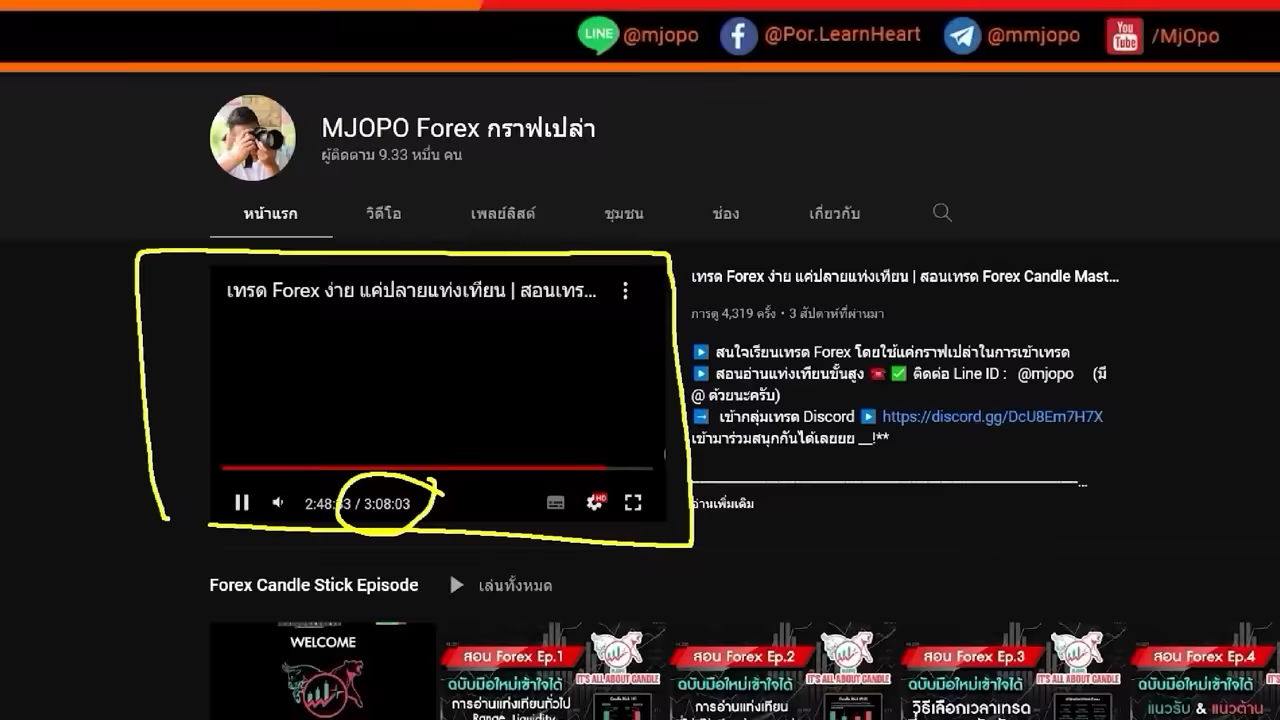 LINE @mjopo @Por.LearnHeart @mmjopo You Tube /MjOpo
MJOPO Forex กราฟเปล่า
ผู้ติดตาม 9.33 หมื่น คน
หน้าแรก วิดีโอ เพลย์ลิสต์ ชุมชน ช่อง เกี่ยวกับ
เทรด Forex ง่าย แค่ปลายแท่งเทียน | สอนเทร...
2:48: / 3:08:03
HD
เทรด Forex ง่าย แค่ปลายแท่งเทียน | สอนเทรด Forex Candle Mast...
การดู 4,319 ครั้ง • 3 สัปดาห์ที่ผ่านมา
สนใจเรียนเทรด Forex โดยใช้แค่กราฟเปล่าในการเข้าเทรด
สอนอ่านแท่งเทียนขั้นสูง ☎️ ✅ ติดต่อ Line ID : @mjopo (มี
@ ด้วยนะครับ)
เข้ากลุ่มเทรด Discord ▶️ https://discord.gg/DcU8Em7H7X
เข้ามาร่วมสนุกกันได้เลยยย __!**
อ่านเพิ่มเติม
Forex Candle Stick Episode เล่นทั้งหมด
WELCOME
สอน Forex Ep.1
IT'S ALL ABOUT CANDLE
ฉบับมือใหม่เข้าใจได้
การอ่านแท่งเทียนทั่วไป
Range, Liquidity
สอน Forex Ep.2
IT'S ALL ABOUT CANDLE
ฉบับมือใหม่เข้าใจได้
การอ่านแท่งเทียน
สอน Forex Ep.3
IT'S ALL ABOUT CANDLE
ฉบับมือใหม่เข้าใจได้
วิธีเลือกเวลาเทรด
สอน Forex Ep.4
ฉบับมือใหม่เข้าใจได้
แนวรับ & แนวต้าน